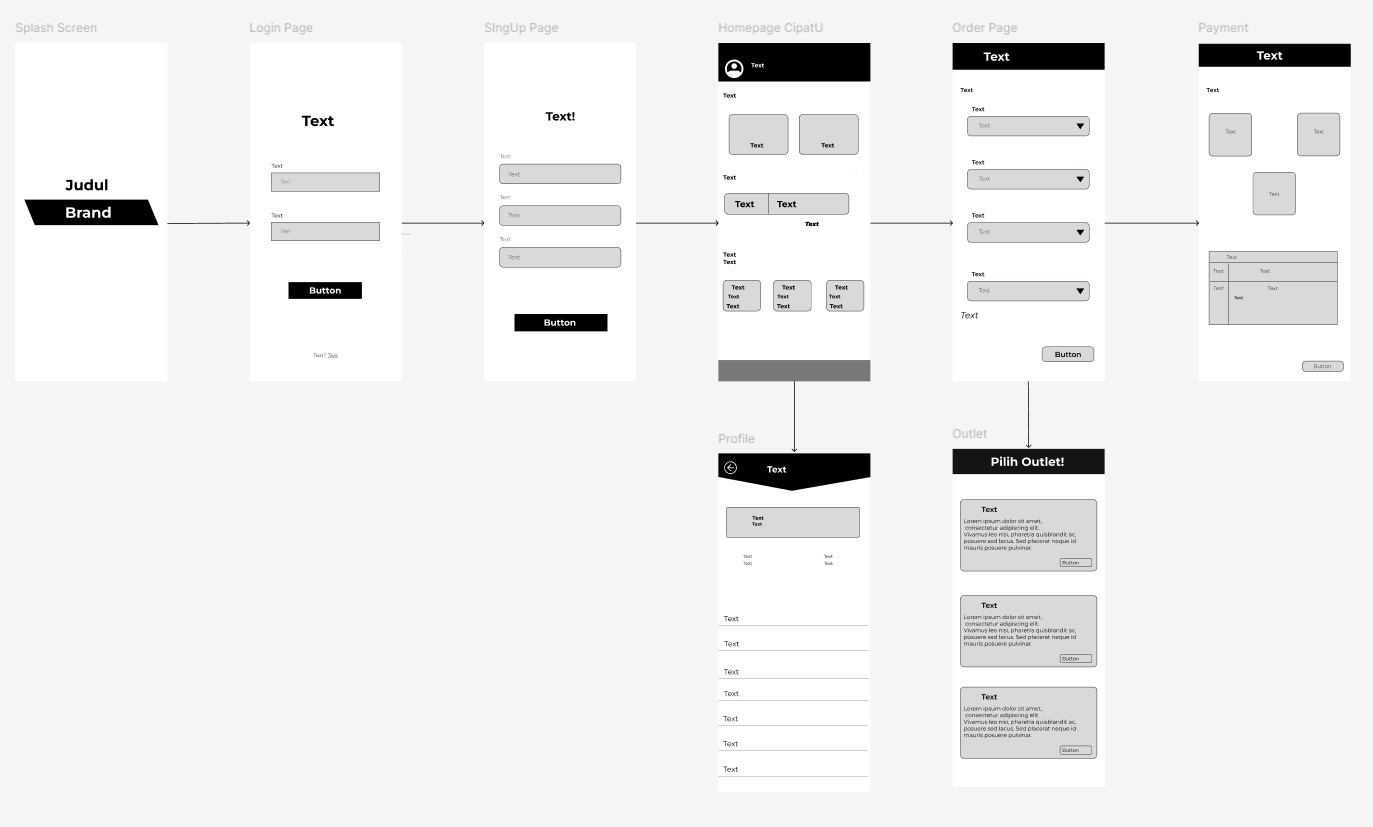 Splash Screen
Judul
Brand
Login Page
Text
Text
Text
Text
Text
Button
Text? Text
SIngUp Page
Text!
Text
Text
Text
Text
Text
Text
Button
Homepage CipatU
Text
Text
Text Text
Text
Text Text
Text
Text
Text
Text Text Text
Text Text Text
Text Text Text
Order Page
Text
Text
Text
Text
Text
Text
Text
Text
Text
Text
Text
Button
Payment
Text
Text
Text Text
Text
Text
Text Text
Text Text
Text
Button
Profile
Text
Text
Text
Text Text
Text Text
Text
Text
Text
Text
Text
Text
Text
Outlet
Pilih Outlet!
Text
Lorem ipsum dolor sit amet,
consectetur adipiscing elit.
Vivamus leo nisi, pharetra quisblandit ac,
posuere sed lacus. Sed placerat neque id
mauris posuere pulvinar.
Button
Text
Lorem ipsum dolor sit amet,
consectetur adipiscing elit.
Vivamus leo nisi, pharetra quisblandit ac,
posuere sed lacus. Sed placerat neque id
mauris posuere pulvinar.
Button
Text
Lorem ipsum dolor sit amet,
consectetur adipiscing elit.
Vivamus leo nisi, pharetra quisblandit ac,
posuere sed lacus. Sed placerat neque id
mauris posuere pulvinar.
Button